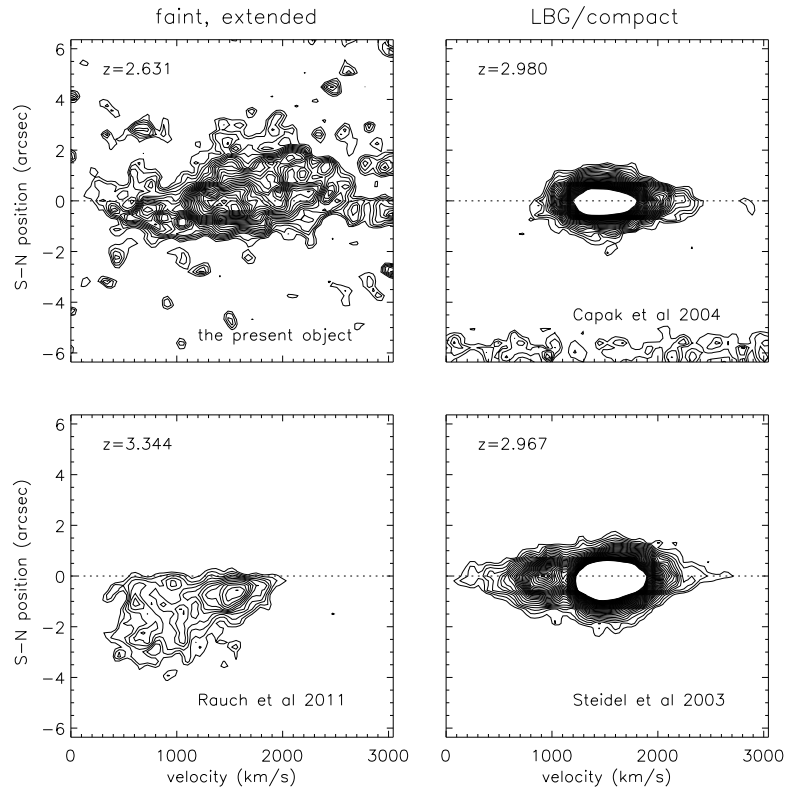 faint, extended
LBG/compact
6
4
2
0
−2
−4
−6
S−N position (arcsec)
z=2.631
the present object
z=2.980
Capak et al 2004
6
4
2
0
−2
−4
−6
S−N position (arcsec)
z=3.344
Rauch et al 2011
z=2.967
Steidel et al 2003
0 1000 2000 3000
0 1000 2000 3000
velocity (km/s)
velocity (km/s)